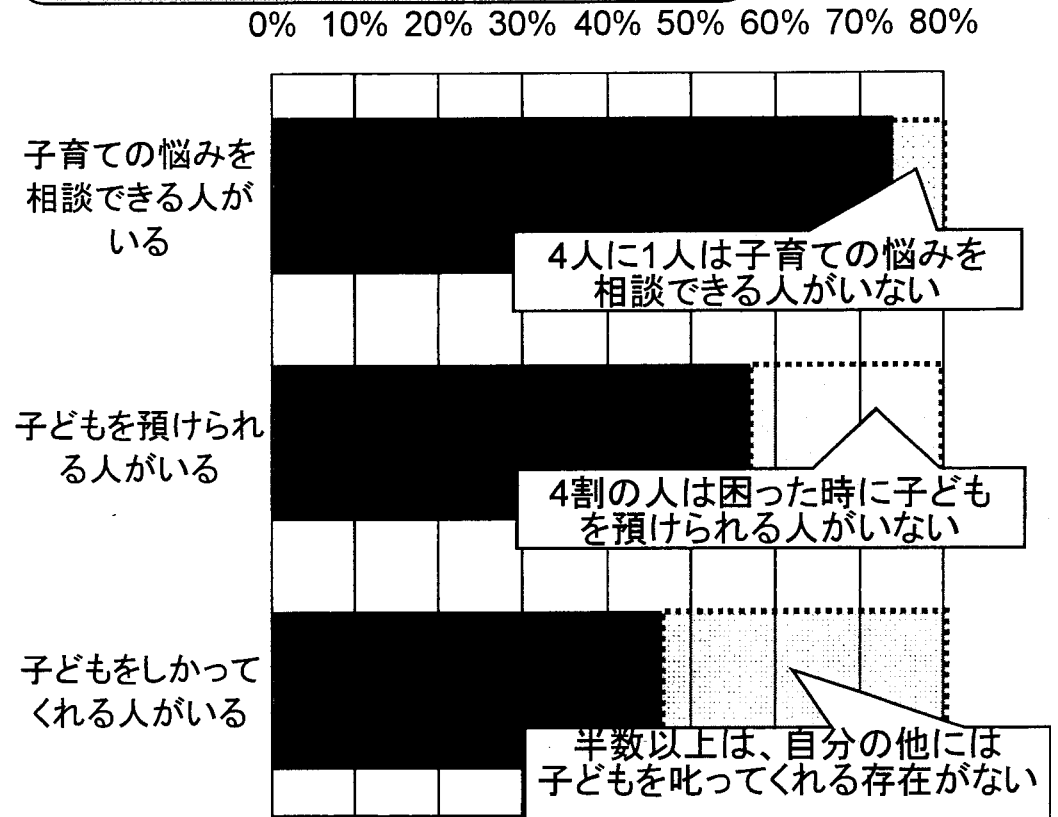 0% 10% 20% 30% 40% 50% 60% 70% 80%
子育ての悩みを
相談できる人が
いる
4人に1人は子育ての悩みを
相談できる人がいない
子どもを預けられ
る人がいる
4割の人は困った時に子ども
を預けられる人がいない
子どもをしかって
くれる人がいる
半数以上は、自分の他には
子どもを叱ってくれる存在がない